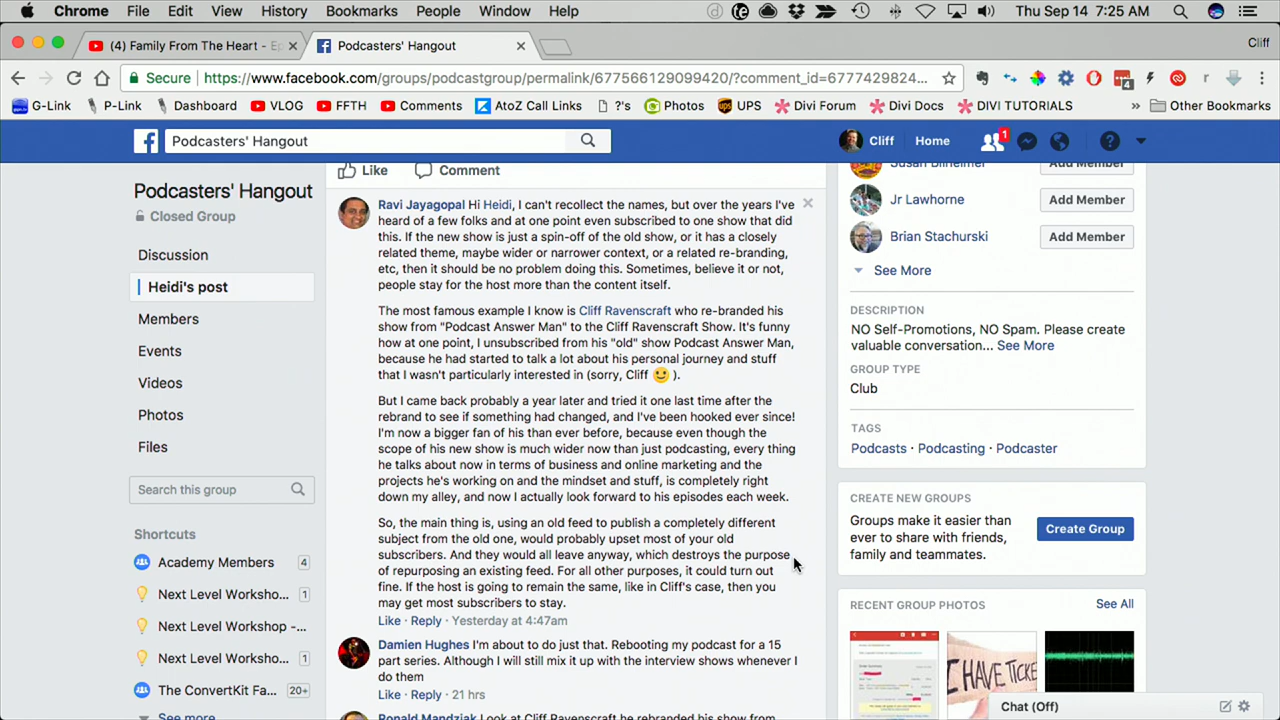 Chrome File Edit View History Bookmarks People Window Help Thu Sep 14 7:25 AM
(4) Family From The Heart - Ep
Podcasters' Hangout
Cliff
Secure https://www.facebook.com/groups/podcastgroup/permalink/677566129099420/?comment_id=6777429824...
G-Link P-Link Dashboard VLOG FFTH Comments AtoZ Call Links ?'s Photos UPS Divi Forum Divi Docs DIVI TUTORIALS » Other Bookmarks
Podcasters' Hangout
Cliff Home 1
Podcasters' Hangout
Closed Group
Discussion
Heidi's post
Members
Events
Videos
Photos
Files
Search this group
Shortcuts
Academy Members 4
Next Level Worksho... 1
Next Level Workshop -...
Next Level Worksho... 1
The ConvertKit Fa... 20+
See more
Like Comment
Ravi Jayagopal Hi Heidi, I can't recollect the names, but over the years I've
heard of a few folks and at one point even subscribed to one show that did
this. If the new show is just a spin-off of the old show, or it has a closely
related theme, maybe wider or narrower context, or a related re-branding,
etc, then it should be no problem doing this. Sometimes, believe it or not,
people stay for the host more than the content itself.
The most famous example I know is Cliff Ravenscraft who re-branded his
show from "Podcast Answer Man" to the Cliff Ravenscraft Show. It's funny
how at one point, I unsubscribed from his "old" show Podcast Answer Man,
because he had started to talk a lot about his personal journey and stuff
that I wasn't particularly interested in (sorry, Cliff 😉 ).
But I came back probably a year later and tried it one last time after the
rebrand to see if something had changed, and I've been hooked ever since!
I'm now a bigger fan of his than ever before, because even though the
scope of his new show is much wider now than just podcasting, every thing
he talks about now in terms of business and online marketing and the
projects he's working on and the mindset and stuff, is completely right
down my alley, and now I actually look forward to his episodes each week.
So, the main thing is, using an old feed to publish a completely different
subject from the old one, would probably upset most of your old
subscribers. And they would all leave anyway, which destroys the purpose
of repurposing an existing feed. For all other purposes, it could turn out
fine. If the host is going to remain the same, like in Cliff's case, then you
may get most subscribers to stay.
Like · Reply · Yesterday at 4:47am
Damien Hughes I'm about to do just that. Rebooting my podcast for a 15
part series. Although I will still mix it up with the interview shows whenever I
do them
Like · Reply · 21 hrs
Ronald Mandziak Look at Cliff Ravenscraft he rebranded his show from
Add Member
Jr Lawhorne Add Member
Brian Stachurski Add Member
See More
DESCRIPTION
NO Self-Promotions, NO Spam. Please create
valuable conversation... See More
GROUP TYPE
Club
TAGS
Podcasts · Podcasting · Podcaster
CREATE NEW GROUPS
Groups make it easier than
ever to share with friends,
family and teammates.
Create Group
RECENT GROUP PHOTOS See All
I HAVE TICKE
Chat (Off)